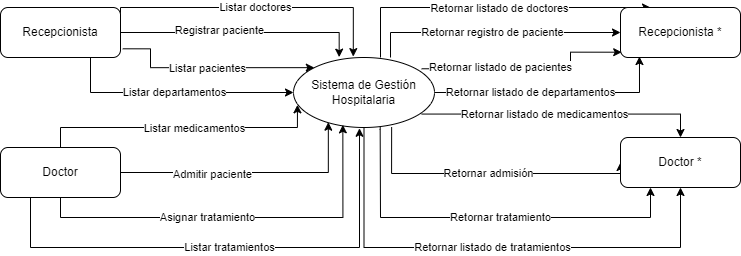 Listar doctores
Retornar listado de doctores
Recepcionista
Registrar paciente
Retornar registro de paciente
Recepcionista *
Listar pacientes
Retornar listado de pacientes
Sistema de Gestión
Hospitalaria
Listar departamentos
Retornar listado de departamentos
Retornar listado de medicamentos
Listar medicamentos
Doctor
Admitir paciente
Retornar admisión
Doctor *
Asignar tratamiento
Retornar tratamiento
Listar tratamientos
Retornar listado de tratamientos